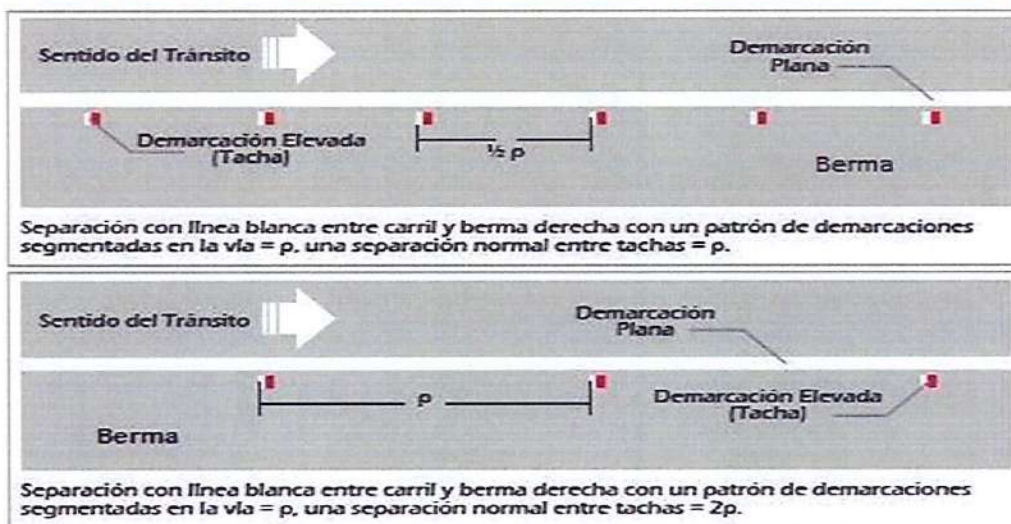 Sentido del Tránsito
Demarcación
Plana
Demarcación Elevada
(Tacha)
½ p
Berma
Separación con línea blanca entre carril y berma derecha con un patrón de demarcaciones
segmentadas en la vía = p, una separación normal entre tachas = p.
Sentido del Tránsito
Demarcación
Plana
p
Demarcación Elevada
(Tacha)
Berma
Separación con línea blanca entre carril y berma derecha con un patrón de demarcaciones
segmentadas en la vía = p, una separación normal entre tachas = 2p.